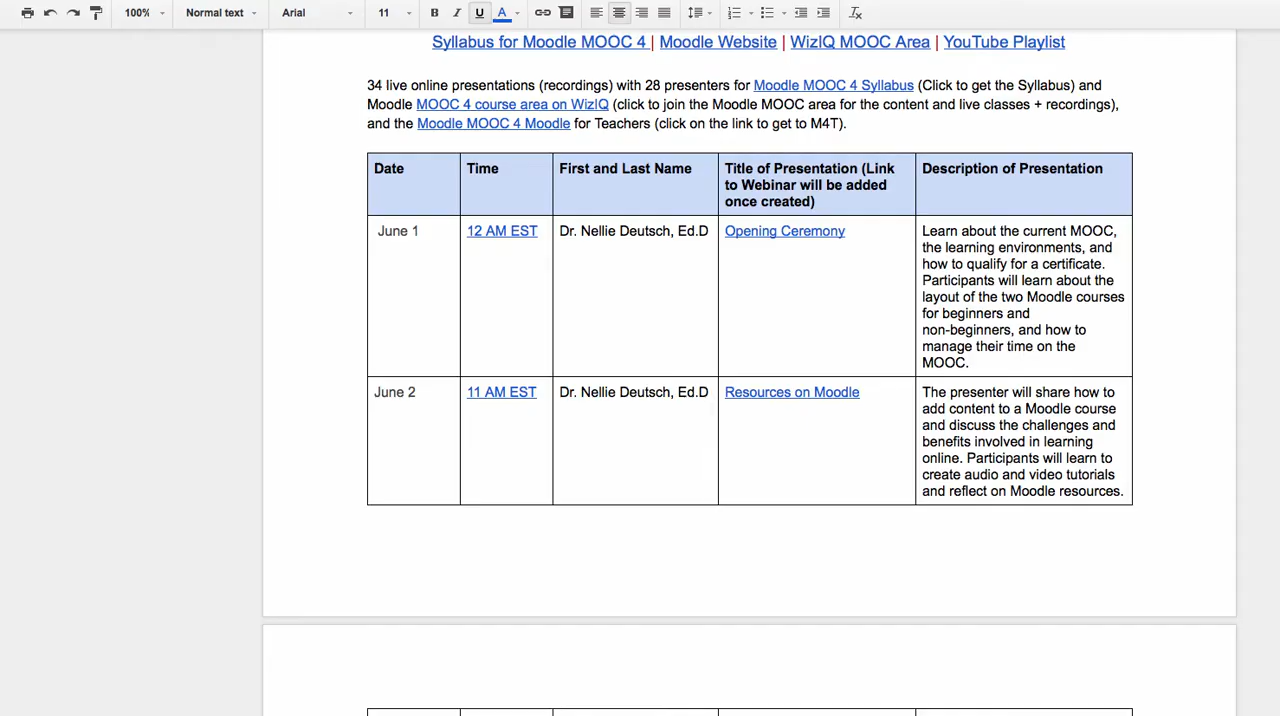 100% Normal text Arial 11 B I U A
Syllabus for Moodle MOOC 4 | Moodle Website | WizIQ MOOC Area | YouTube Playlist
34 live online presentations (recordings) with 28 presenters for Moodle MOOC 4 Syllabus (Click to get the Syllabus) and
Moodle MOOC 4 course area on WizIQ (click to join the Moodle MOOC area for the content and live classes + recordings),
and the Moodle MOOC 4 Moodle for Teachers (click on the link to get to M4T).
Date
Time
First and Last Name
Title of Presentation (Link
to Webinar will be added
once created)
Description of Presentation
June 1
12 AM EST
Dr. Nellie Deutsch, Ed.D
Opening Ceremony
Learn about the current MOOC,
the learning environments, and
how to qualify for a certificate.
Participants will learn about the
layout of the two Moodle courses
for beginners and
non-beginners, and how to
manage their time on the
MOOC.
June 2
11 AM EST
Dr. Nellie Deutsch, Ed.D
Resources on Moodle
The presenter will share how to
add content to a Moodle course
and discuss the challenges and
benefits involved in learning
online. Participants will learn to
create audio and video tutorials
and reflect on Moodle resources.